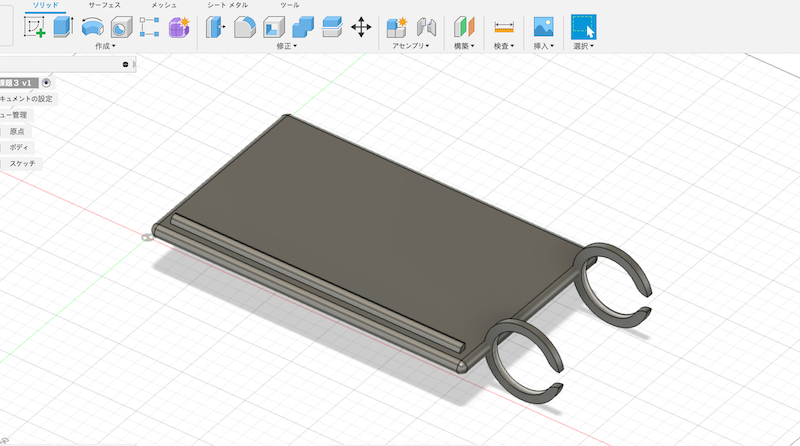 ソリッド サーフェス メッシュ シート メタル ツール
作成▾ 修正▾ アセンブリ▾ 構築▾ 検査▾ 挿入▾ 選択▾
課題3 v1
キュメントの設定
ュー管理
原点
ボディ
スケッチ